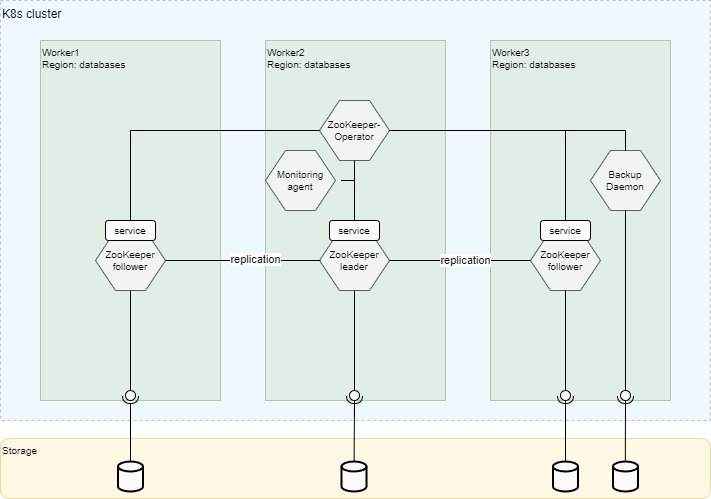 K8s cluster
Worker1
Region: databases
Worker2
Region: databases
Worker3
Region: databases
ZooKeeper-
Operator
Monitoring
agent
Backup
Daemon
service
service
service
ZooKeeper
follower
replication
ZooKeeper
leader
replication
ZooKeeper
follower
Storage